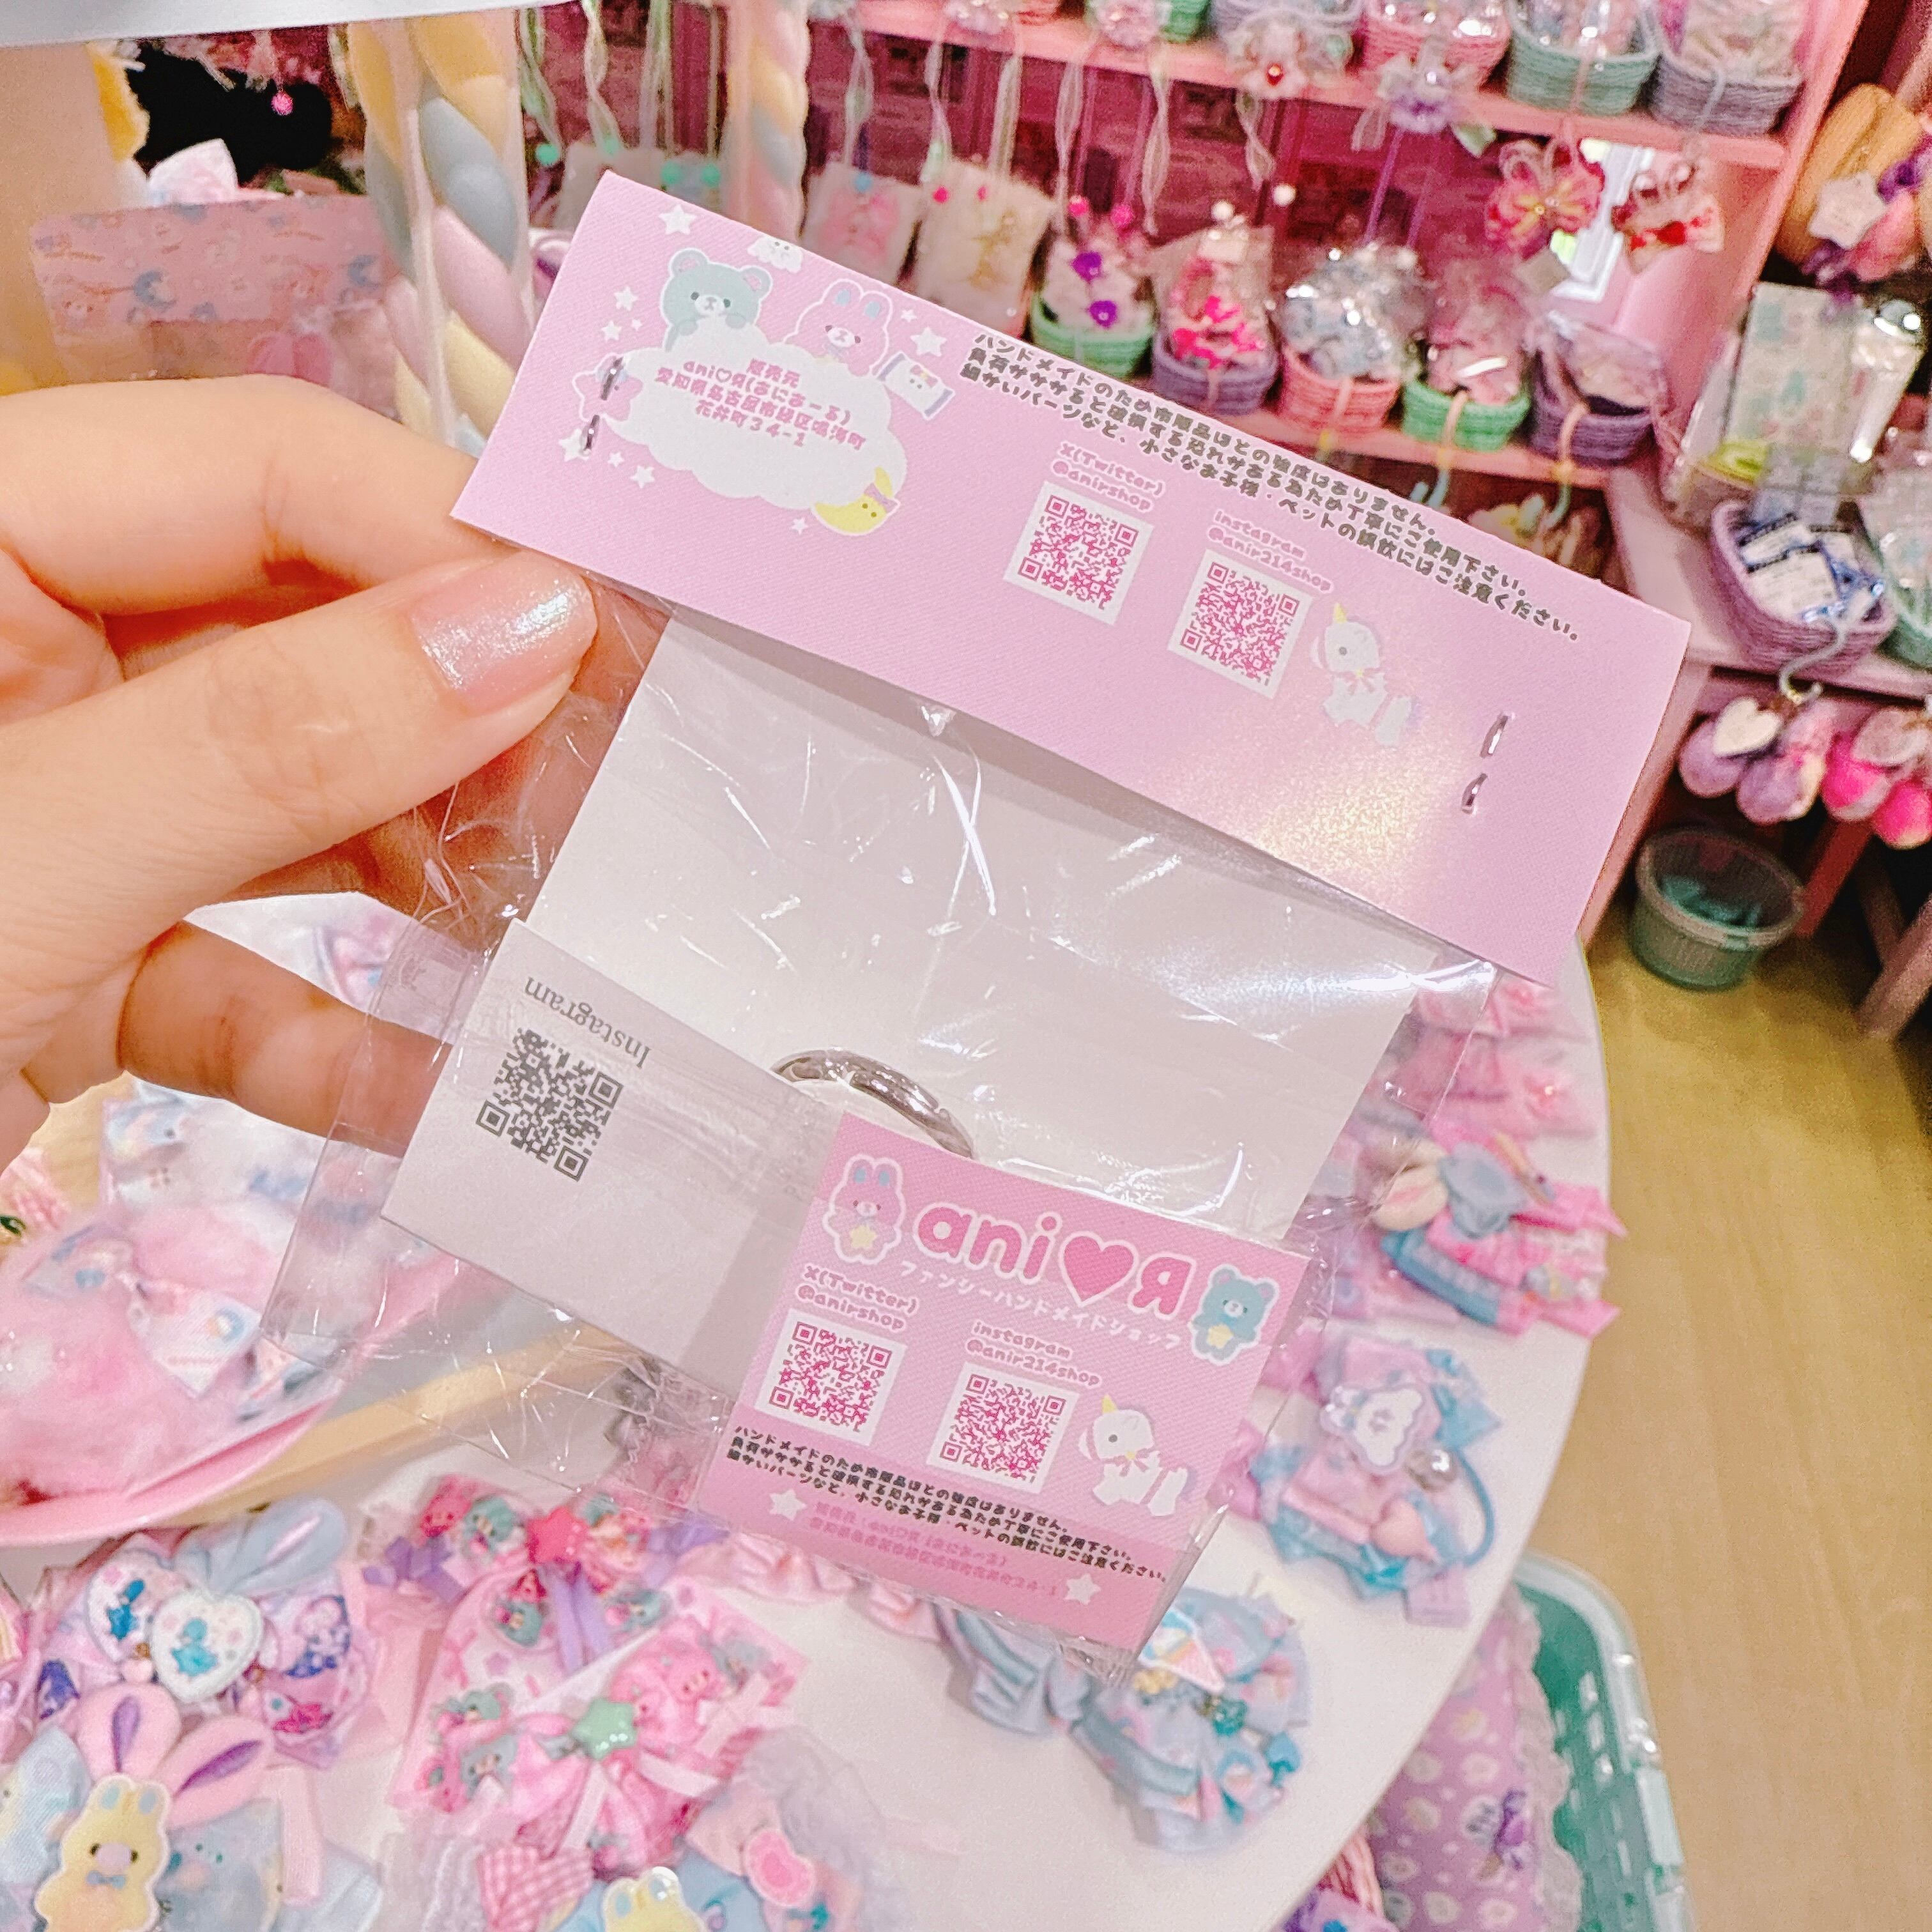 販売元
ani♡Я(あにあーる)
愛知県名古屋市緑区鳴海町
花井町34-1
ハンドメイドのため市販品ほとの強度はありません。
負荷がかかると破損する恐れがある為ため丁寧にご使用下さい。
細かいパーツなど、小さなお子様・ペットの誤飲にはご注意ください。
X(Twitter)
@anirshop
instagram
@anir214shop
Instagram
ani♥Я
ファンシーハンドメイドショップ
X(Twitter)
@anirshop
instagram
@anir214shop
ハンドメイドのため市販品ほとの強度はありません。
負荷がかかると破損する恐れがある為ため丁寧にご使用下さい。
細かいパーツなど、小さなお子様・ペットの誤飲にはご注意ください。